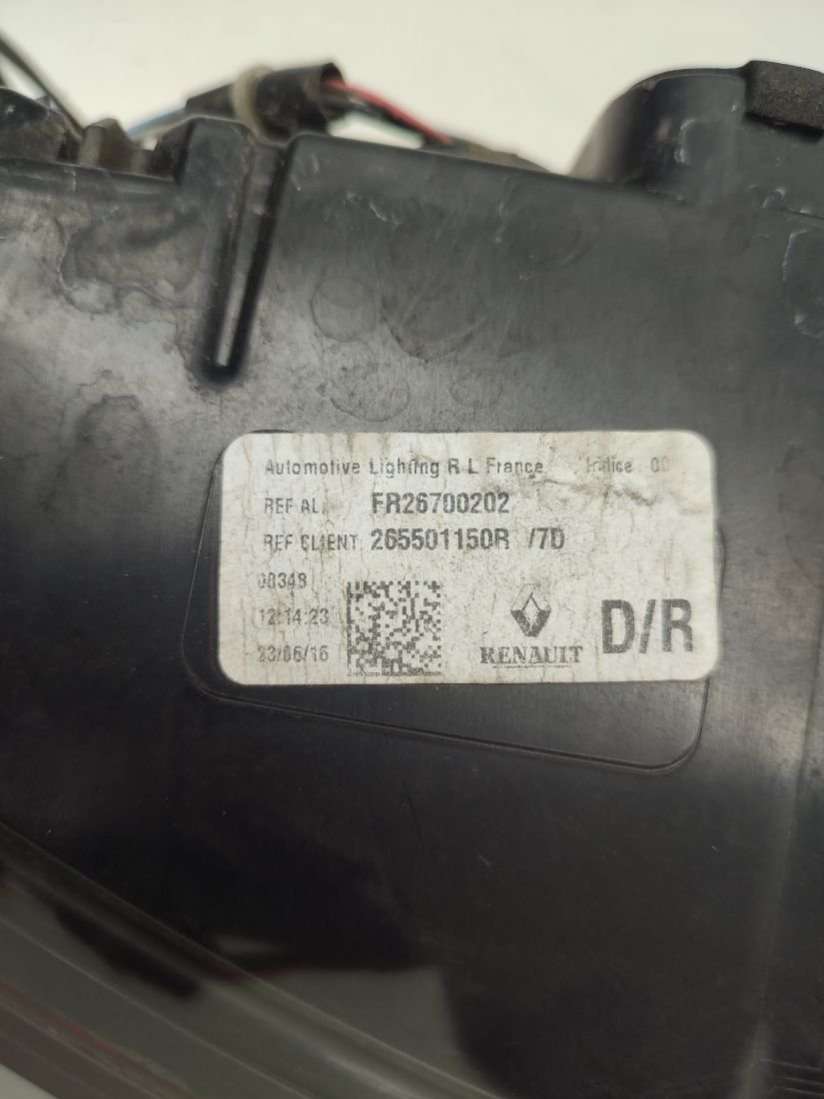 Automotive Lighting R L France Indice : 00
REF AL. FR26700202
REF CLIENT 265501150R /7D
00348
12:14:23
23/06/16
RENAULT
D/R